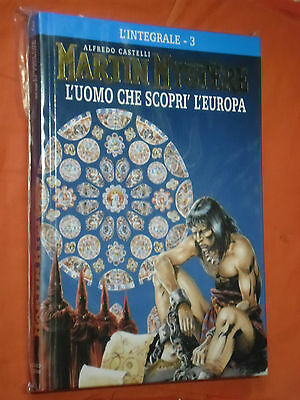 L'INTEGRALE - 3
ALFREDO CASTELLI
MARTIN MYSTÈRE
L'UOMO CHE SCOPRI' L'EUROPA